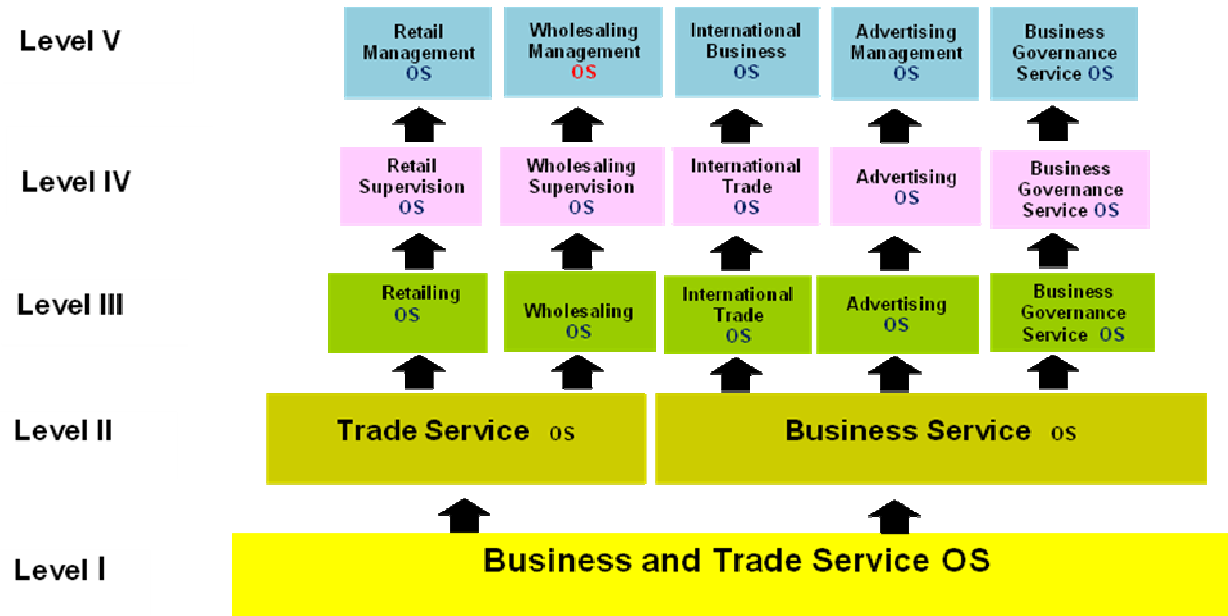 Level V
Retail
Management
OS
Wholesaling
Management
OS
International
Business
OS
Advertising
Management
OS
Business
Governance
Service OS
Level IV
Retail
Supervision
OS
Wholesaling
Supervision
OS
International
Trade
OS
Advertising
OS
Business
Governance
Service OS
Level III
Retailing
OS
Wholesaling
OS
International
Trade
OS
Advertising
OS
Business
Governance
Service OS
Level II
Trade Service OS
Business Service OS
Level I
Business and Trade Service OS